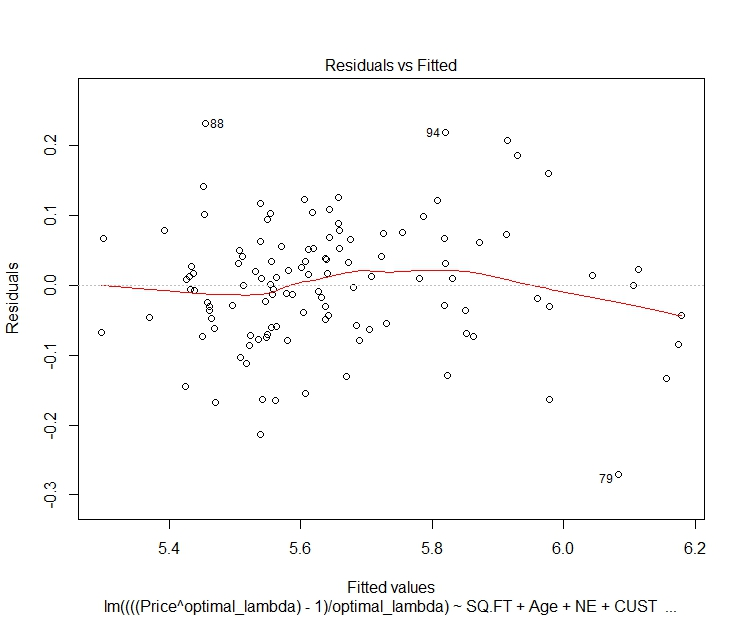 Residuals vs Fitted
88
94
79
0.2
0.1
0.0
-0.1
-0.2
-0.3
Residuals
5.4 5.6 5.8 6.0 6.2
Fitted values
lm((((Price^optimal_lambda) - 1)/optimal_lambda) ~ SQ.FT + Age + NE + CUST ...